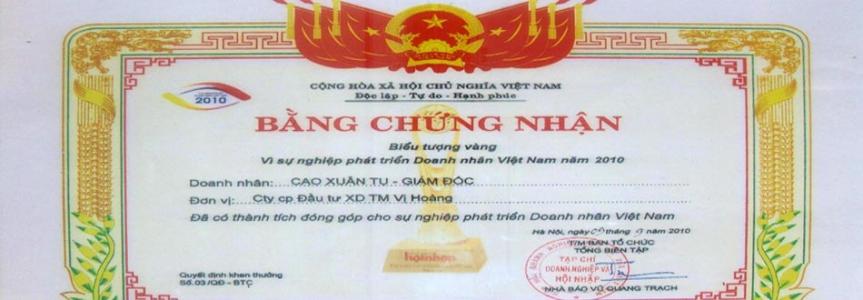 CỘNG HÒA XÃ HỘI CHỦ NGHĨA VIỆT NAM
Độc lập - Tự do - Hạnh phúc
2010
BẰNG CHỨNG NHẬN
Biểu tượng vàng
Vì sự nghiệp phát triển Doanh nhân Việt Nam năm 2010
Doanh nhân: CAO XUÂN TU - GIÁM ĐỐC
Đơn vị: Cty cp Đầu tư XD TM Vị Hoàng
Đã có thành tích đóng góp cho sự nghiệp phát triển Doanh nhân Việt Nam
Hà Nội, ngày 09 tháng 9 năm 2010
T/M BAN TỔ CHỨC
TỔNG BIÊN TẬP
TẠP CHÍ
DOANH NGHIỆP VÀ
HỘI NHẬP
hộinhập
Quyết định khen thưởng
Số: 03 /QĐ - BTC
NHÀ BÁO VŨ QUANG TRẠCH